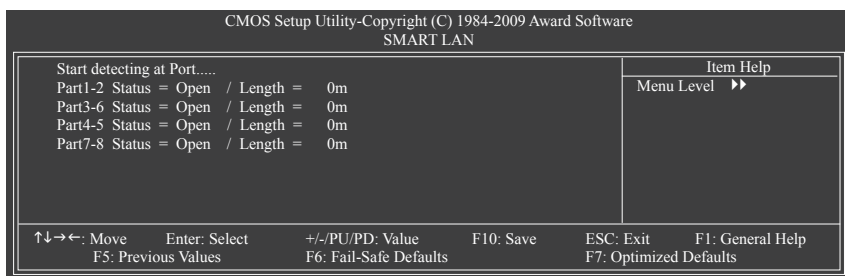 CMOS Setup Utility-Copyright (C) 1984-2009 Award Software
SMART LAN
Start detecting at Port.....
Part1-2 Status = Open / Length = 0m
Part3-6 Status = Open / Length = 0m
Part4-5 Status = Open / Length = 0m
Part7-8 Status = Open / Length = 0m
Item Help
Menu Level ▶▶
↑↓→←: Move Enter: Select +/-/PU/PD: Value F10: Save ESC: Exit F1: General Help
F5: Previous Values F6: Fail-Safe Defaults F7: Optimized Defaults